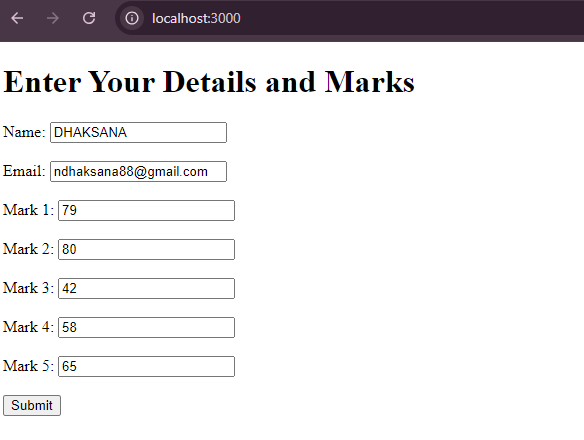 localhost:3000
Enter Your Details and Marks
Name: DHAKSANA
Email: ndhaksana88@gmail.com
Mark 1: 79
Mark 2: 80
Mark 3: 42
Mark 4: 58
Mark 5: 65
Submit